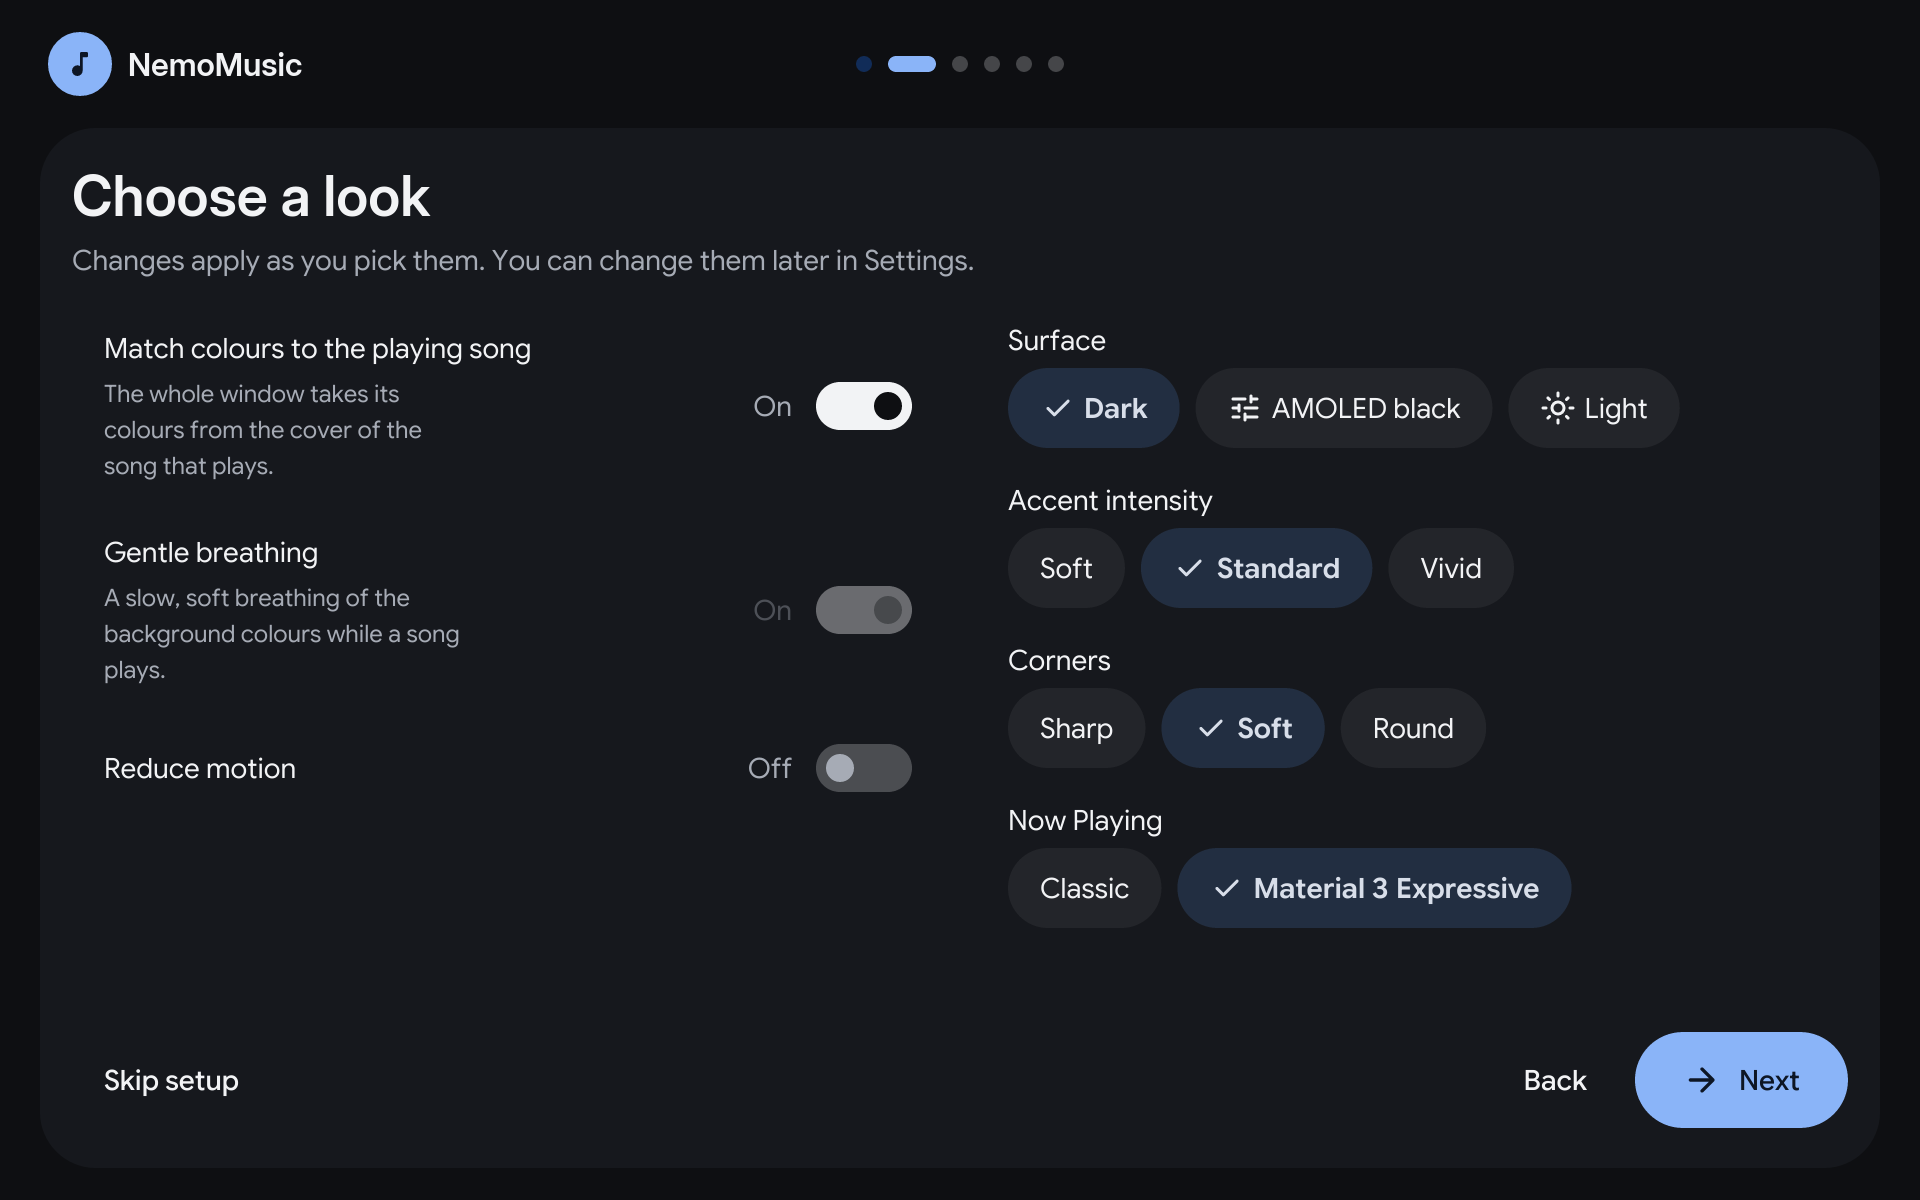 NemoMusic
Choose a look
Changes apply as you pick them. You can change them later in Settings.
Match colours to the playing song
The whole window takes its
colours from the cover of the
song that plays.
On
Gentle breathing
A slow, soft breathing of the
background colours while a song
plays.
On
Reduce motion
Off
Surface
Dark
AMOLED black
Light
Accent intensity
Soft
Standard
Vivid
Corners
Sharp
Soft
Round
Now Playing
Classic
Material 3 Expressive
Skip setup
Back
Next